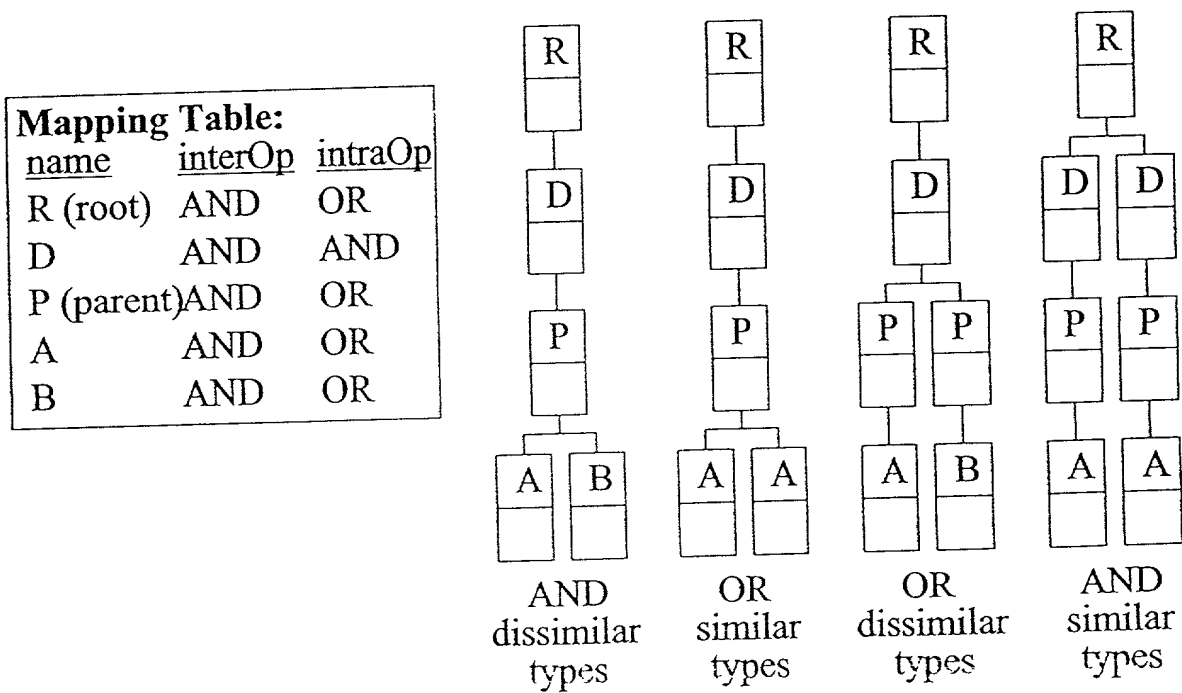 Mapping Table:
name interOp intraOp
R (root) AND OR
D AND AND
P (parent) AND OR
A AND OR
B AND OR
R
D
P
A B
AND
dissimilar
types
R
D
P
A A
OR
similar
types
R
D
P P
A B
OR
dissimilar
types
R
D D
P P
A A
AND
similar
types